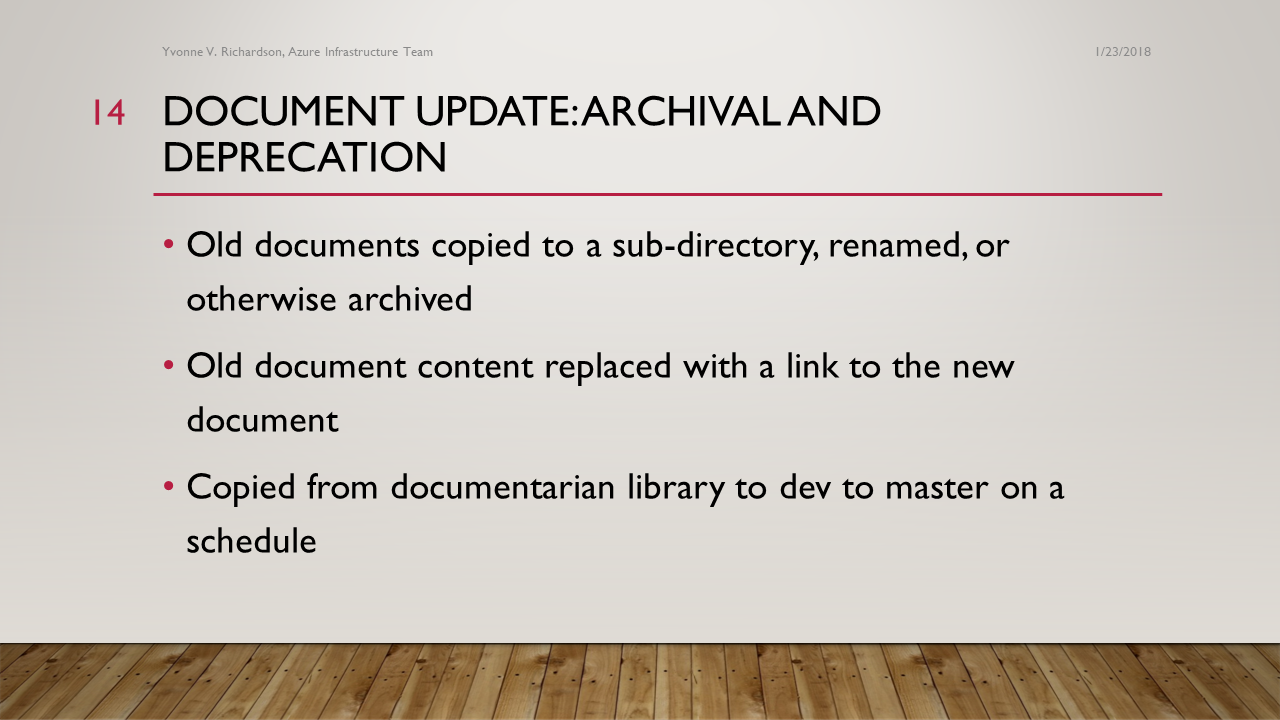 Yvonne V. Richardson, Azure Infrastructure Team
1/23/2018
14
DOCUMENT UPDATE: ARCHIVAL AND
DEPRECATION
• Old documents copied to a sub-directory, renamed, or
otherwise archived
• Old document content replaced with a link to the new
document
• Copied from documentarian library to dev to master on a
schedule